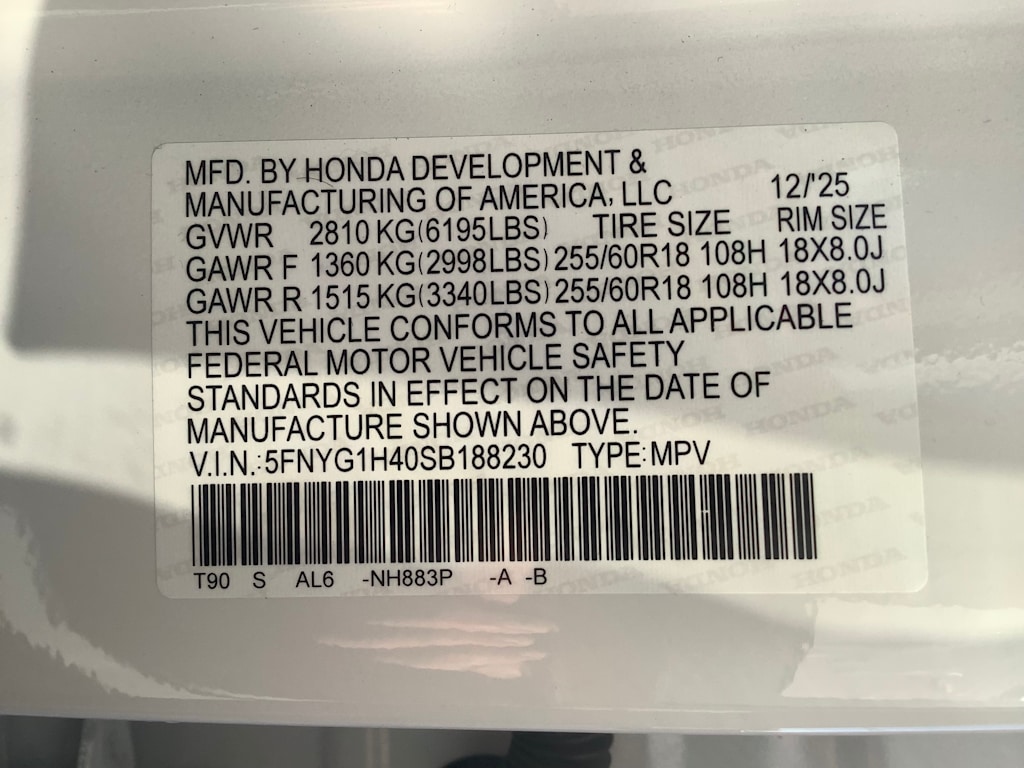 MFD. BY HONDA DEVELOPMENT &
MANUFACTURING OF AMERICA, LLC 12/'25
GVWR 2810 KG(6195LBS) TIRE SIZE RIM SIZE
GAWR F 1360 KG(2998LBS) 255/60R18 108H 18X8.0J
GAWR R 1515 KG(3340LBS) 255/60R18 108H 18X8.0J
THIS VEHICLE CONFORMS TO ALL APPLICABLE
FEDERAL MOTOR VEHICLE SAFETY
STANDARDS IN EFFECT ON THE DATE OF
MANUFACTURE SHOWN ABOVE.
V.I.N.:5FNYG1H40SB188230 TYPE:MPV
T90 S AL6 -NH883P -A -B